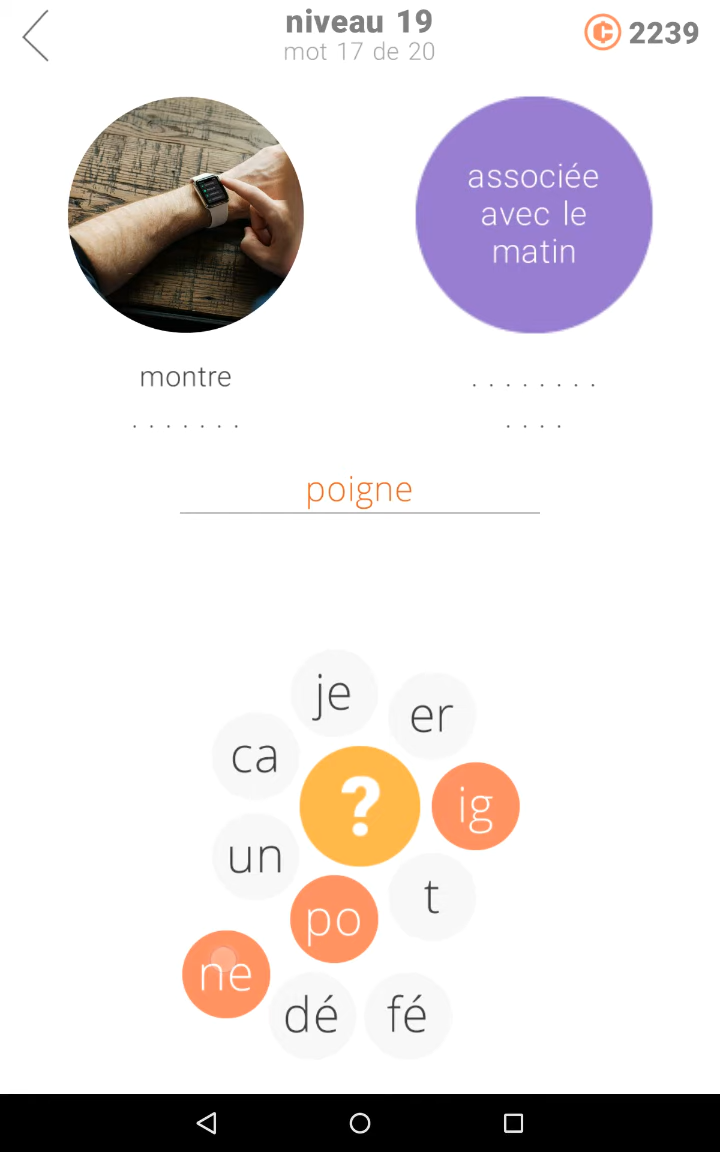 niveau 19
mot 17 de 20
2239
associée
avec le
matin
montre
. . . . . . .
. . . . . . . .
. . . .
poigne
je
er
ca
?
ig
un
t
po
ne
dé
fé